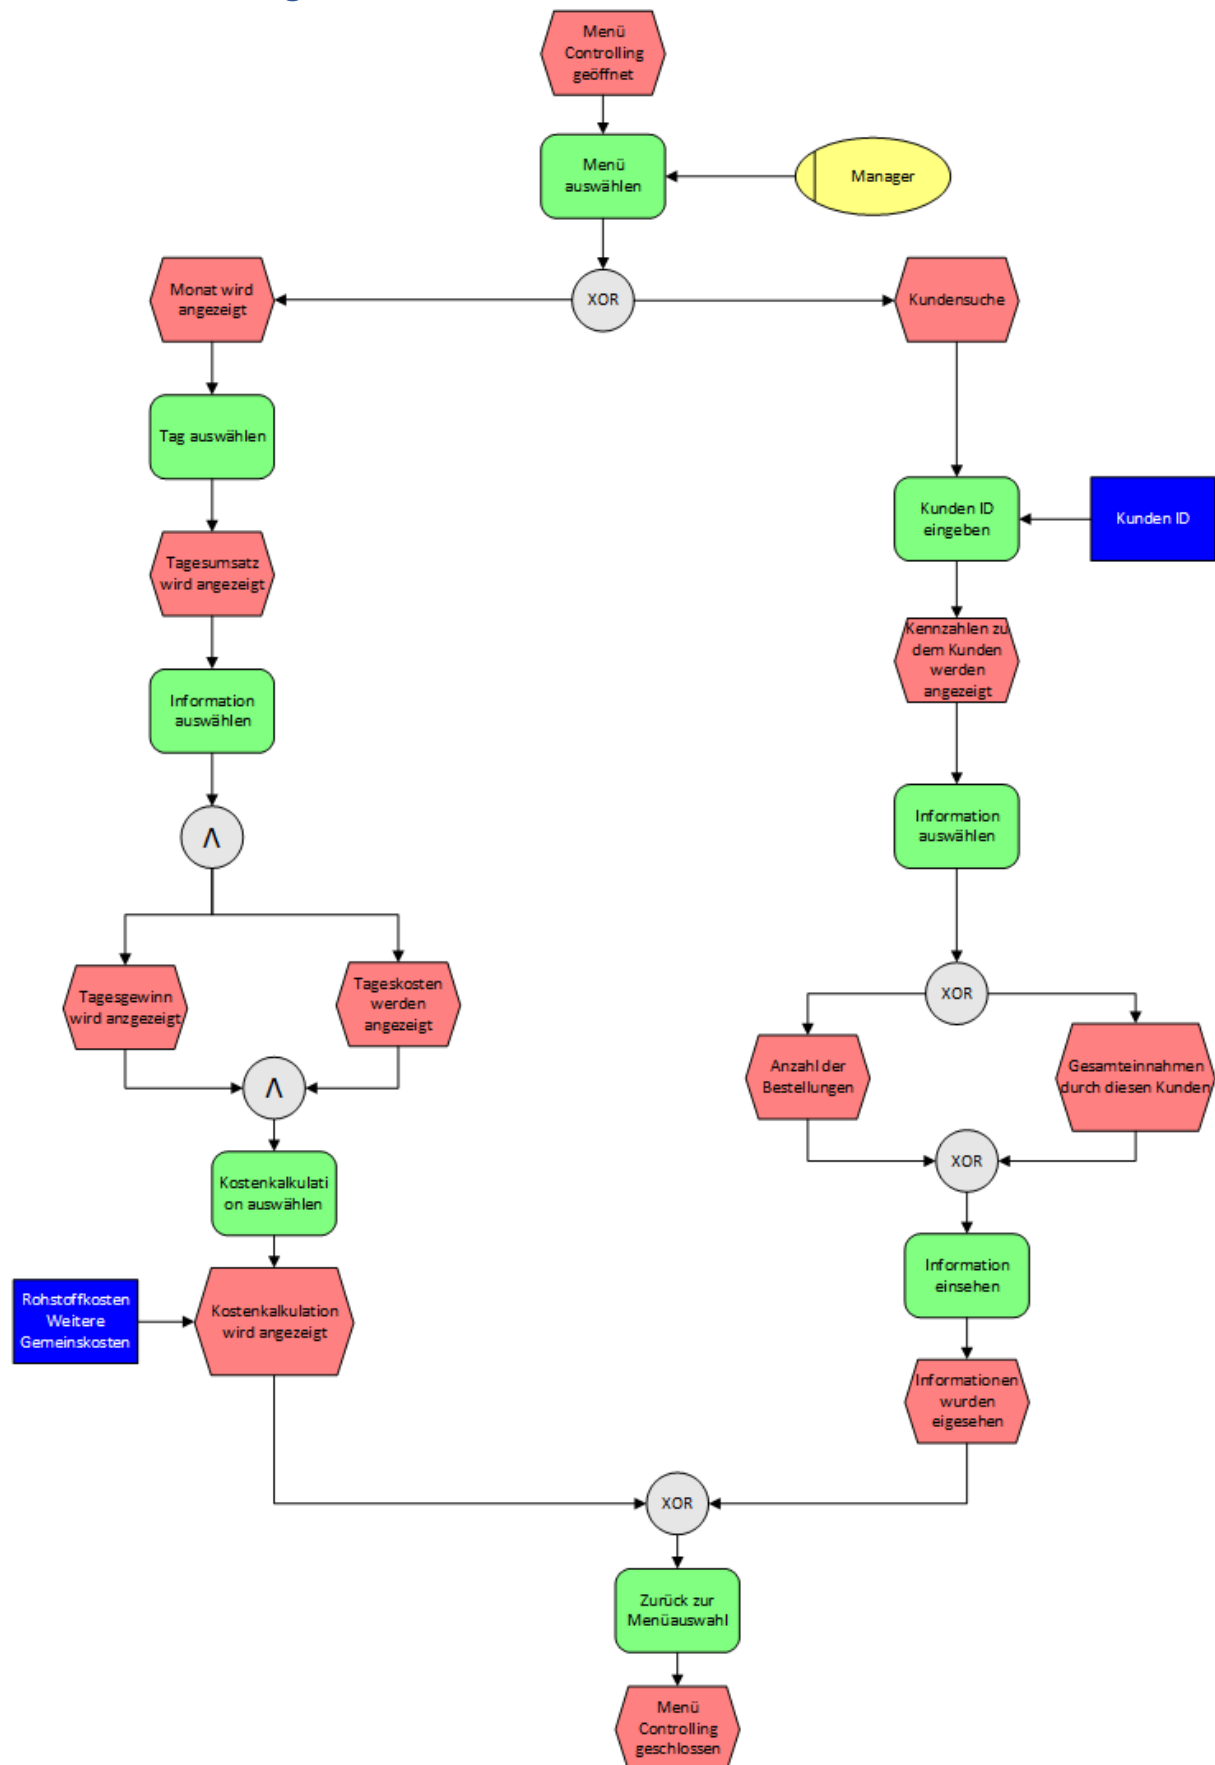 Menü
Controlling
geöffnet
Menü
auswählen
Manager
Monat wird
angezeigt
XOR
Kundensuche
Tag auswählen
Kunden ID
eingeben
Kunden ID
Tagesumsatz
wird angezeigt
Kennzahlen zu
dem Kunden
werden
angezeigt
Information
auswählen
Information
auswählen
Λ
XOR
Tagesgewinn
wird anzgezeigt
Tageskosten
werden
angezeigt
Anzahl der
Bestellungen
Gesamteinnahmen
durch diesen Kunden
Λ
XOR
Kostenkalkulati
on auswählen
Information
einsehen
Rohstoffkosten
Weitere
Gemeinskosten
Kostenkalkulation
wird angezeigt
Informationen
wurden
eigesehen
XOR
Zurück zur
Menüauswahl
Menü
Controlling
geschlossen